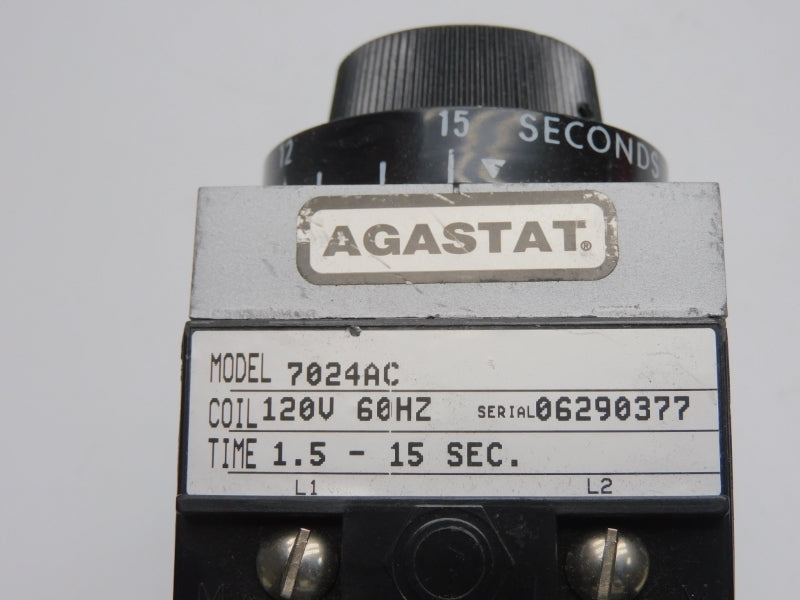 12 15 SECONDS
AGASTAT®
MODEL 7024AC
COIL 120V 60HZ SERIAL 06290377
TIME 1.5 - 15 SEC.
L1 L2